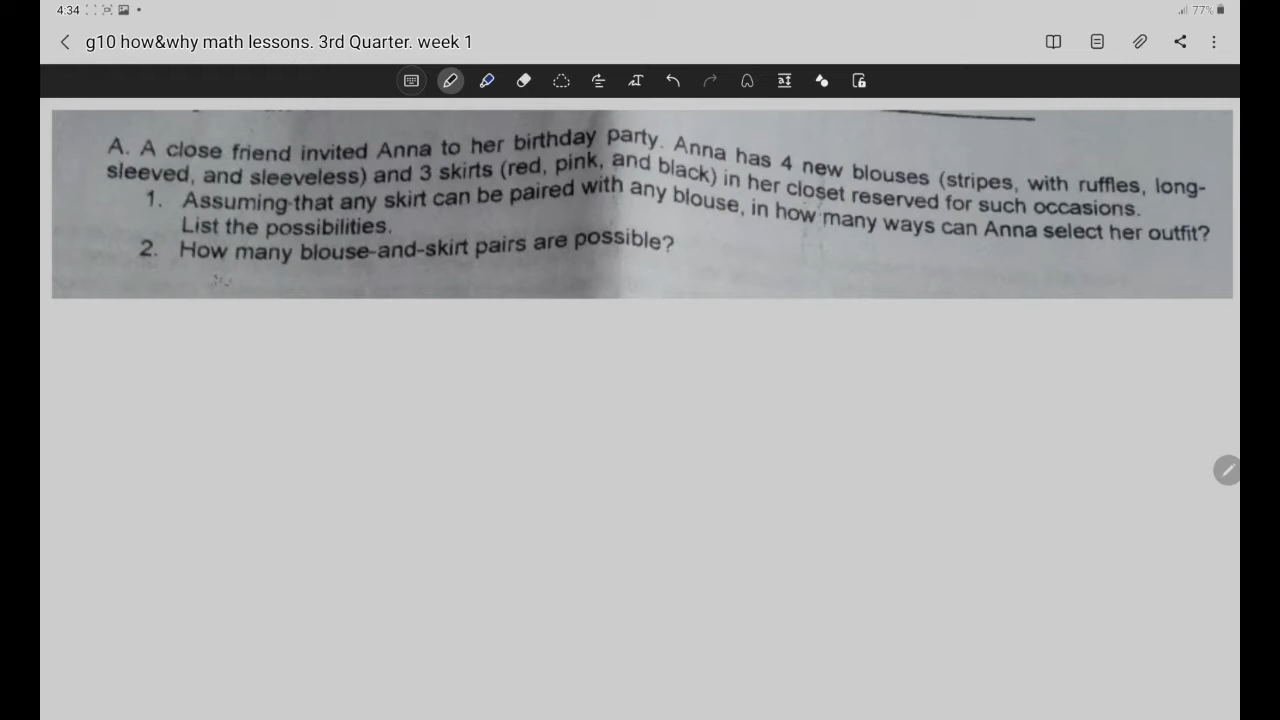 4:34
77%
g10 how&why math lessons. 3rd Quarter. week 1
A. A close friend invited Anna to her birthday party. Anna has 4 new blouses (stripes, with ruffles, long-
sleeved, and sleeveless) and 3 skirts (red, pink, and black) in her closet reserved for such occasions.
1. Assuming that any skirt can be paired with any blouse, in how many ways can Anna select her outfit?
List the possibilities.
2. How many blouse-and-skirt pairs are possible?